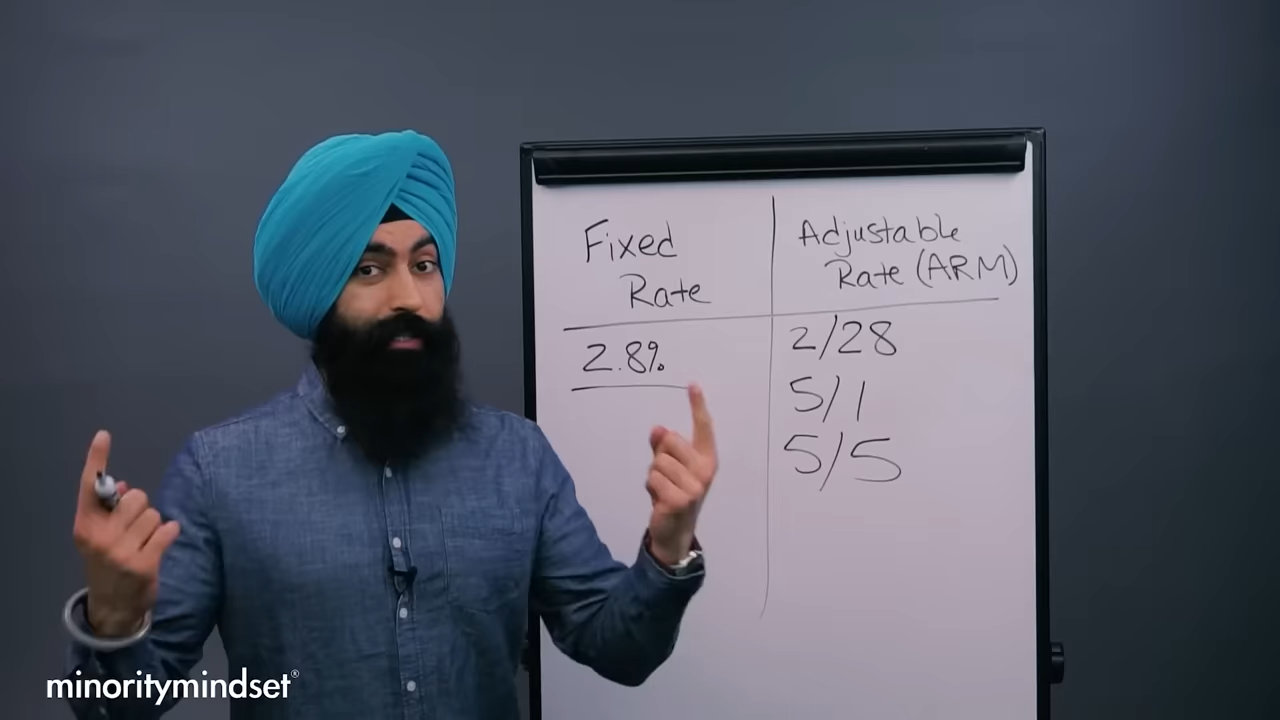 Fixed
Rate
2.8%
Adjustable
Rate (ARM)
2/28
5/1
5/5
minoritymindset®